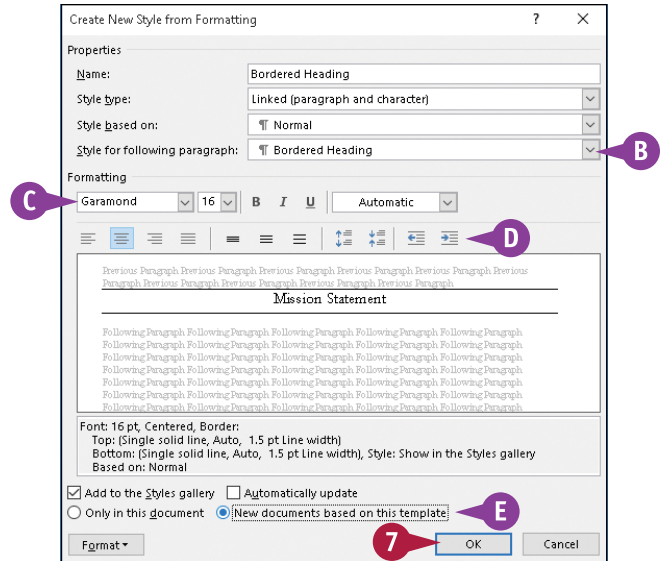 Create New Style from Formatting ? ×
Properties
Name: Bordered Heading
Style type: Linked (paragraph and character)
Style based on: ¶ Normal
Style for following paragraph: ¶ Bordered Heading
B
Formatting
C
Garamond 16 B I U Automatic
D
Previous Paragraph Previous Paragraph Previous Paragraph Previous Paragraph Previous Paragraph Previous
Paragraph Previous Paragraph Previous Paragraph Previous Paragraph Previous Paragraph
Mission Statement
Following Paragraph Following Paragraph Following Paragraph Following Paragraph Following Paragraph
Following Paragraph Following Paragraph Following Paragraph Following Paragraph Following Paragraph
Following Paragraph Following Paragraph Following Paragraph Following Paragraph Following Paragraph
Following Paragraph Following Paragraph Following Paragraph Following Paragraph Following Paragraph
Following Paragraph Following Paragraph Following Paragraph Following Paragraph Following Paragraph
Following Paragraph Following Paragraph Following Paragraph Following Paragraph Following Paragraph
Following Paragraph Following Paragraph Following Paragraph Following Paragraph Following Paragraph
Font: 16 pt, Centered, Border:
Top: (Single solid line, Auto, 1.5 pt Line width)
Bottom: (Single solid line, Auto, 1.5 pt Line width), Style: Show in the Styles gallery
Based on: Normal
Add to the Styles gallery Automatically update
Only in this document New documents based on this template
E
Format 7 OK Cancel